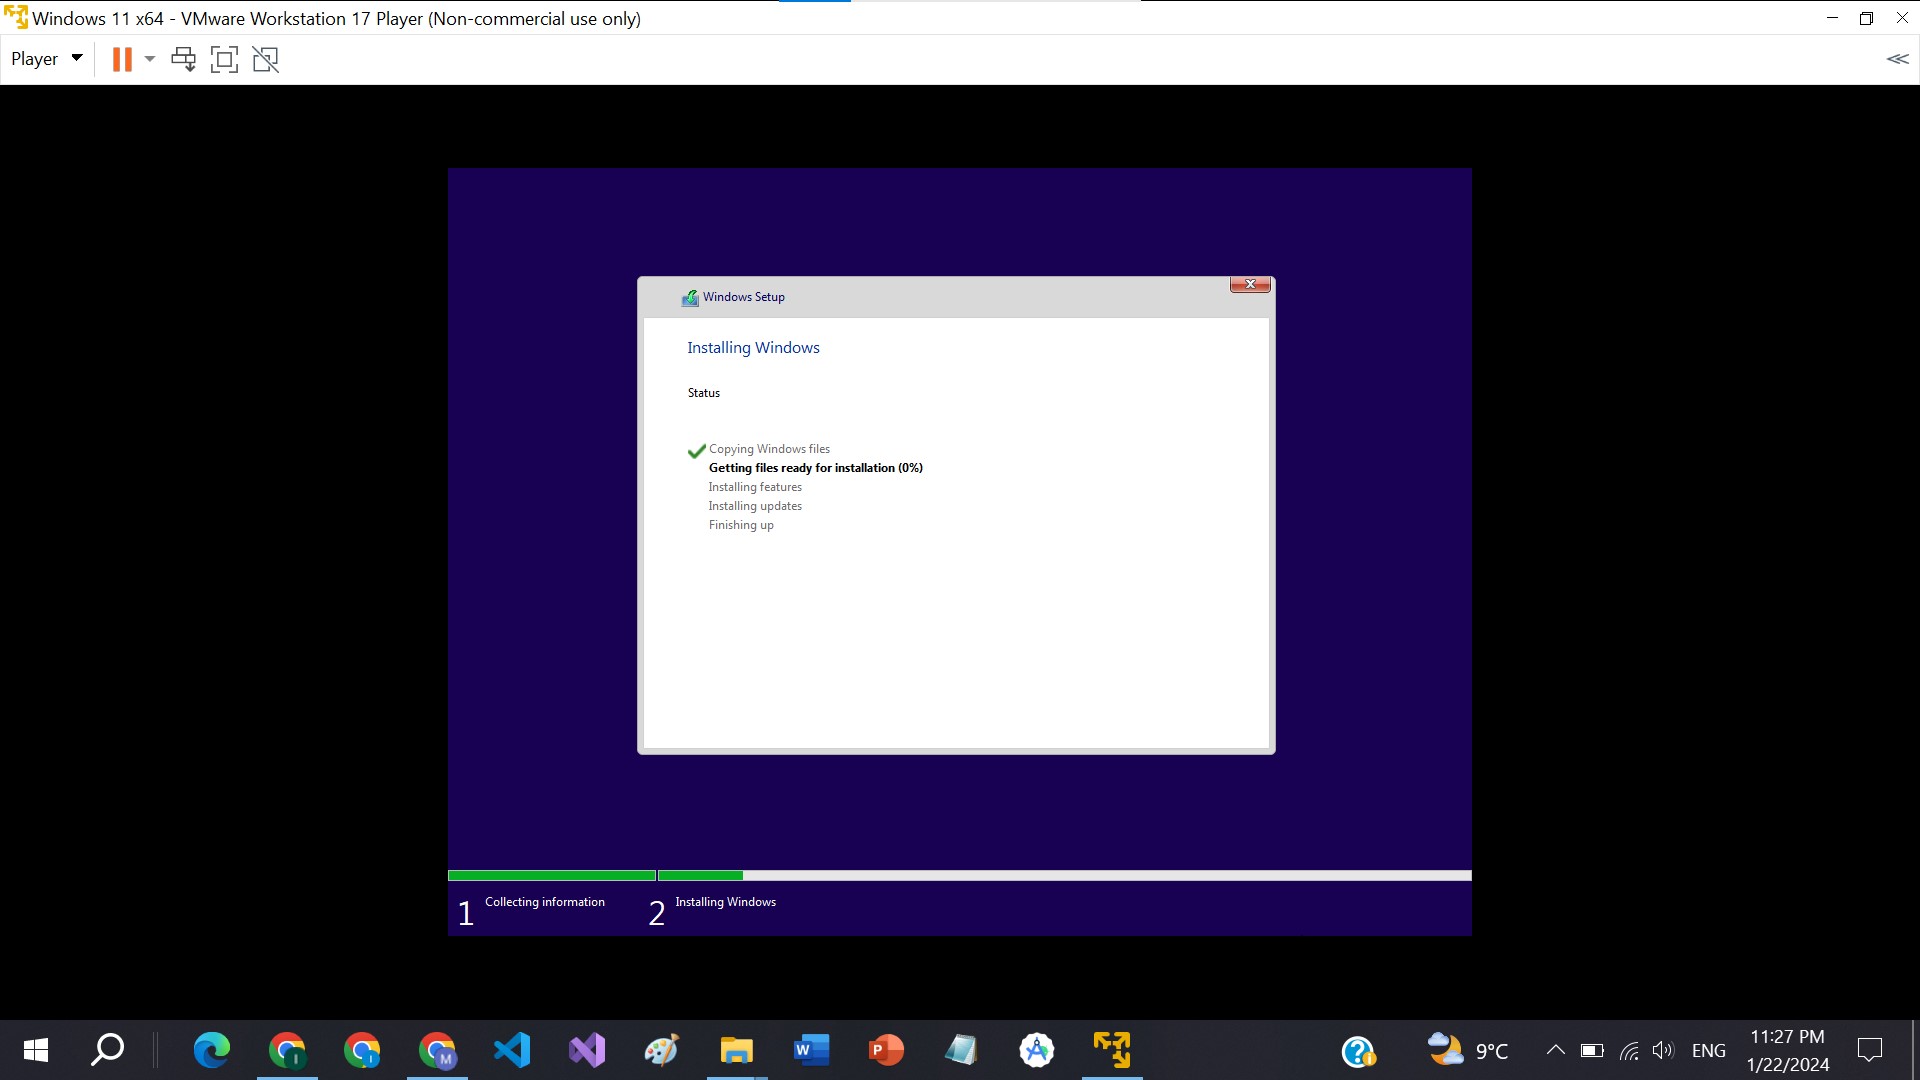 Windows 11 x64 - VMware Workstation 17 Player (Non-commercial use only)
Player
Windows Setup
Installing Windows
Status
Copying Windows files
Getting files ready for installation (0%)
Installing features
Installing updates
Finishing up
1 Collecting information
2 Installing Windows
9°C
ENG
11:27 PM
1/22/2024